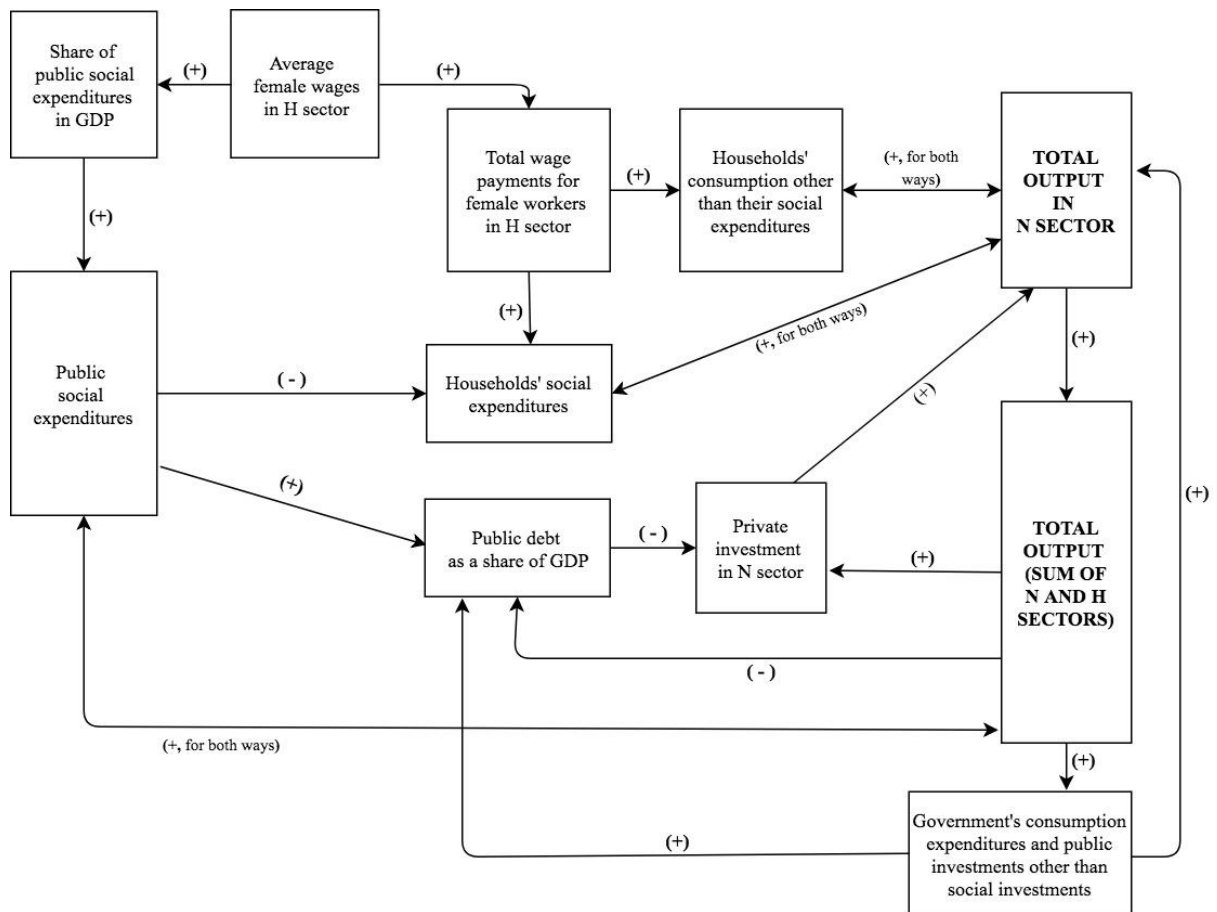 Share of
public social
expenditures
in GDP
(+)
Average
female wages
in H sector
(+)
Total wage
payments for
female workers
in H sector
(+)
Households'
consumption other
than their social
expenditures
(+, for both
ways)
TOTAL
OUTPUT
IN
N SECTOR
(+)
(+)
(+, for both ways)
(+)
Public
social
expenditures
(-)
Households' social
expenditures
(+)
(+)
Public debt
as a share of GDP
(-)
Private
investment
in N sector
(+)
TOTAL
OUTPUT
(SUM OF
N AND H
SECTORS)
(+)
(-)
(+, for both ways)
(+)
(+)
Government's consumption
expenditures and public
investments other than
social investments